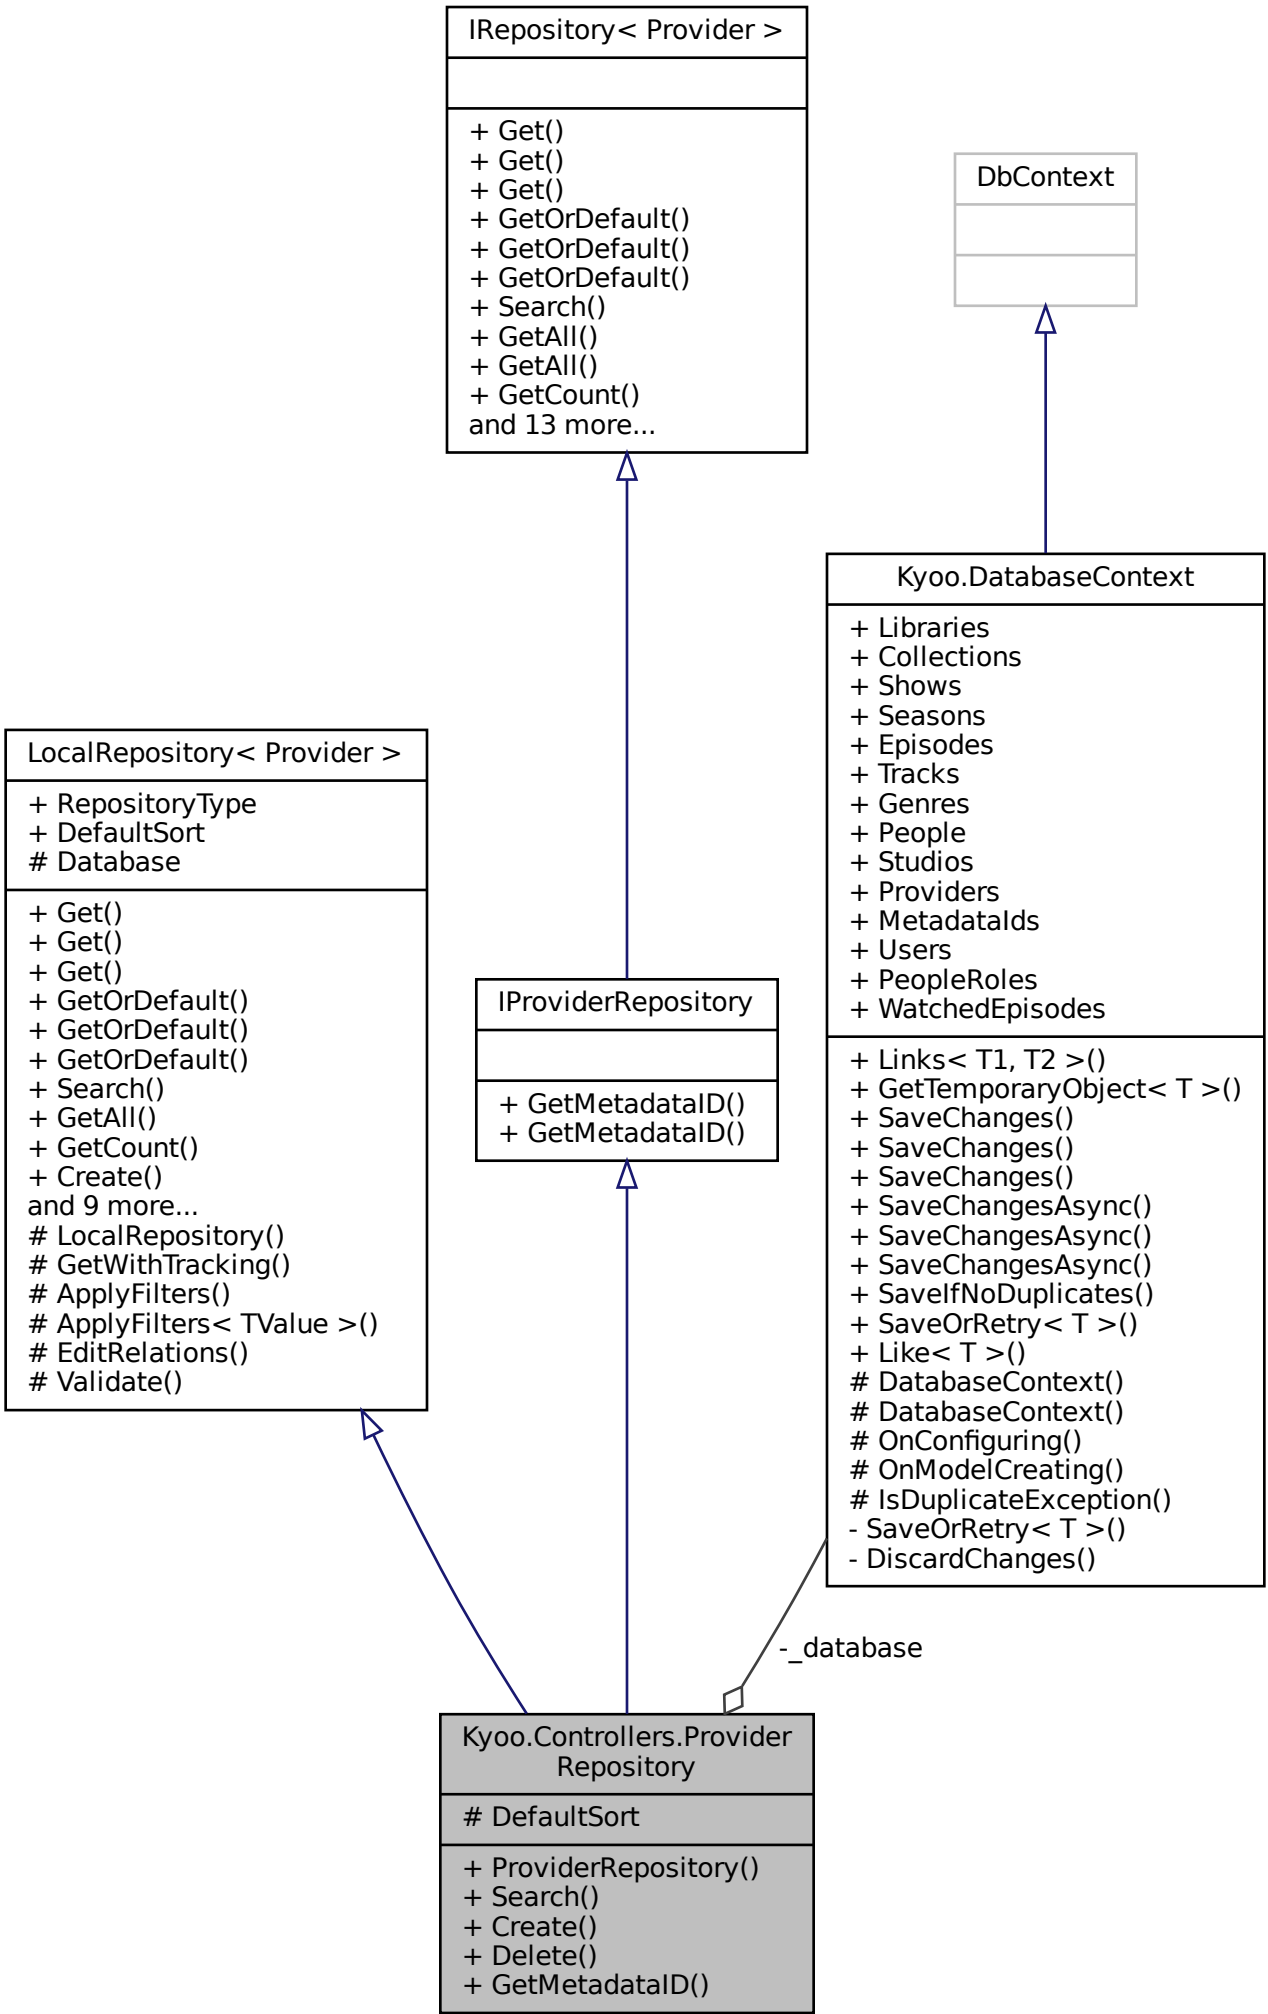 IRepository< Provider >
+ Get()
+ Get()
+ Get()
+ GetOrDefault()
+ GetOrDefault()
+ GetOrDefault()
+ Search()
+ GetAll()
+ GetAll()
+ GetCount()
and 13 more...
DbContext
Kyoo.DatabaseContext
+ Libraries
+ Collections
+ Shows
+ Seasons
+ Episodes
+ Tracks
+ Genres
+ People
+ Studios
+ Providers
+ MetadataIds
+ Users
+ PeopleRoles
+ WatchedEpisodes
+ Links< T1, T2 >()
+ GetTemporaryObject< T >()
+ SaveChanges()
+ SaveChanges()
+ SaveChanges()
+ SaveChangesAsync()
+ SaveChangesAsync()
+ SaveChangesAsync()
+ SaveIfNoDuplicates()
+ SaveOrRetry< T >()
+ Like< T >()
# DatabaseContext()
# DatabaseContext()
# OnConfiguring()
# OnModelCreating()
# IsDuplicateException()
- SaveOrRetry< T >()
- DiscardChanges()
LocalRepository< Provider >
+ RepositoryType
+ DefaultSort
# Database
+ Get()
+ Get()
+ Get()
+ GetOrDefault()
+ GetOrDefault()
+ GetOrDefault()
+ Search()
+ GetAll()
+ GetCount()
+ Create()
and 9 more...
# LocalRepository()
# GetWithTracking()
# ApplyFilters()
# ApplyFilters< TValue >()
# EditRelations()
# Validate()
IProviderRepository
+ GetMetadataID()
+ GetMetadataID()
-_database
Kyoo.Controllers.Provider
Repository
# DefaultSort
+ ProviderRepository()
+ Search()
+ Create()
+ Delete()
+ GetMetadataID()